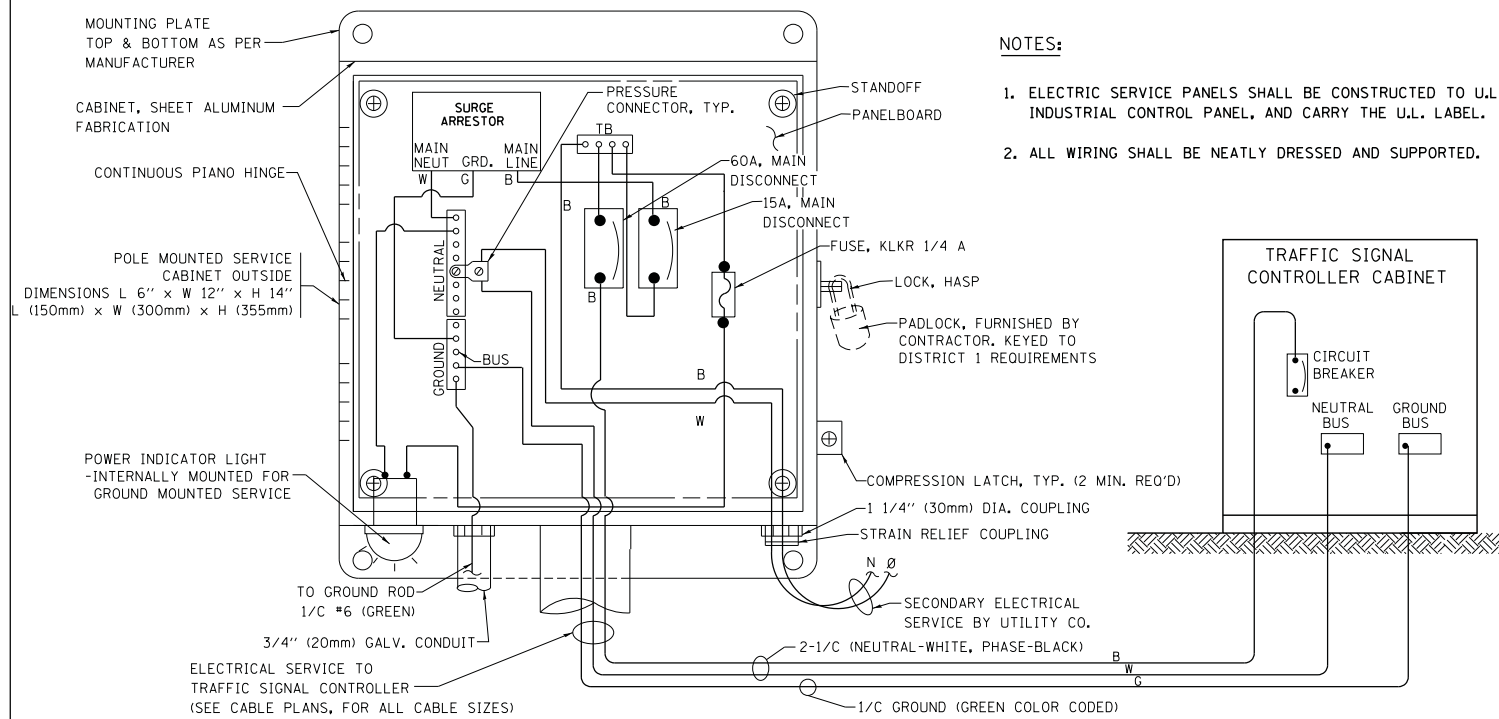 MOUNTING PLATE
TOP & BOTTOM AS PER
MANUFACTURER
CABINET, SHEET ALUMINUM
FABRICATION
CONTINUOUS PIANO HINGE
POLE MOUNTED SERVICE
CABINET OUTSIDE
DIMENSIONS L 6'' x W 12'' x H 14''
L (150mm) x W (300mm) x H (355mm)
POWER INDICATOR LIGHT
-INTERNALLY MOUNTED FOR
GROUND MOUNTED SERVICE
SURGE
ARRESTOR
MAIN
NEUT
GRD.
MAIN
LINE
W
G
B
PRESSURE
CONNECTOR, TYP.
TB
STANDOFF
PANELBOARD
60A, MAIN
DISCONNECT
15A, MAIN
DISCONNECT
B
B
B
FUSE, KLKR 1/4 A
NEUTRAL
GROUND
BUS
LOCK, HASP
PADLOCK, FURNISHED BY
CONTRACTOR. KEYED TO
DISTRICT 1 REQUIREMENTS
B
W
COMPRESSION LATCH, TYP. (2 MIN. REQ'D)
1 1/4'' (30mm) DIA. COUPLING
STRAIN RELIEF COUPLING
N Ø
SECONDARY ELECTRICAL
SERVICE BY UTILITY CO.
TO GROUND ROD
1/C #6 (GREEN)
3/4'' (20mm) GALV. CONDUIT
ELECTRICAL SERVICE TO
TRAFFIC SIGNAL CONTROLLER
(SEE CABLE PLANS, FOR ALL CABLE SIZES)
2-1/C (NEUTRAL-WHITE, PHASE-BLACK)
B
W
G
1/C GROUND (GREEN COLOR CODED)
NOTES:
1. ELECTRIC SERVICE PANELS SHALL BE CONSTRUCTED TO U.L
INDUSTRIAL CONTROL PANEL, AND CARRY THE U.L. LABEL.
2. ALL WIRING SHALL BE NEATLY DRESSED AND SUPPORTED.
TRAFFIC SIGNAL
CONTROLLER CABINET
CIRCUIT
BREAKER
NEUTRAL
BUS
GROUND
BUS